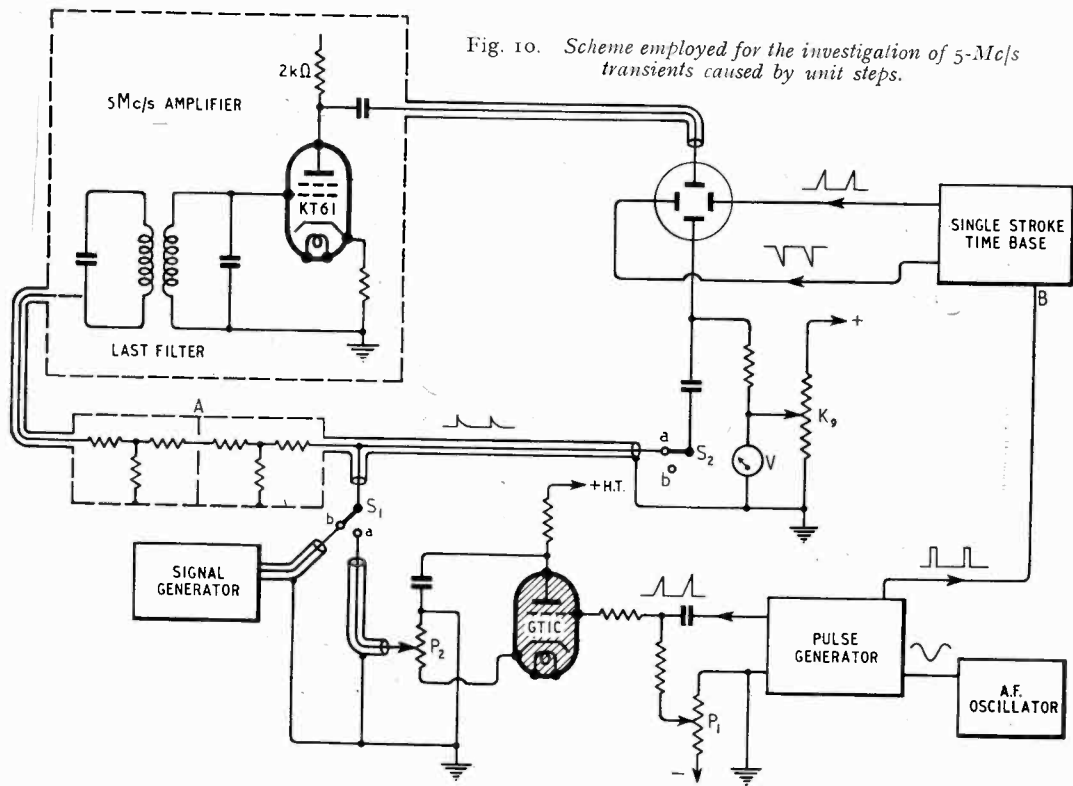 Fig. 10. Scheme employed for the investigation of 5-Mc/s
transients caused by unit steps.
2kΩ
5Mc/s AMPLIFIER
KT61
LAST FILTER
SINGLE STROKE
TIME BASE
B
+
K9
V
A
a
S2
b
S1
b
a
+H.T.
SIGNAL
GENERATOR
GT1C
P2
PULSE
GENERATOR
P1
−
A.F.
OSCILLATOR